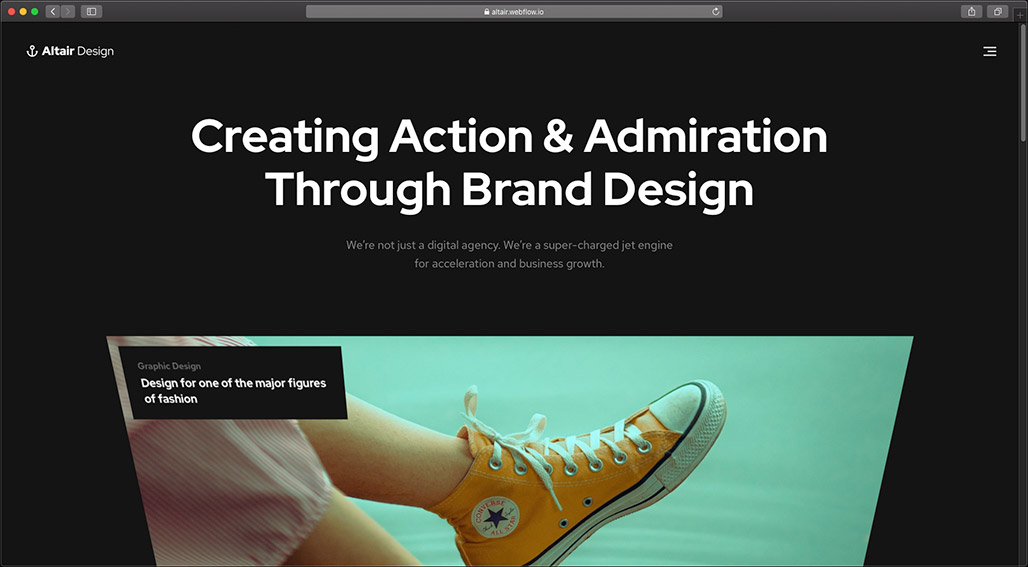 altair.webflow.io
Altair Design
Creating Action & Admiration
Through Brand Design
We're not just a digital agency. We're a super-charged jet engine
for acceleration and business growth.
Graphic Design
Design for one of the major figures
of fashion
CONVERSE
ALL STAR